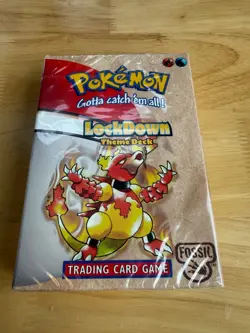 POKéMON
Gotta catch 'em all!
LockDown
Theme Deck
FOSSIL
TRADING CARD GAME